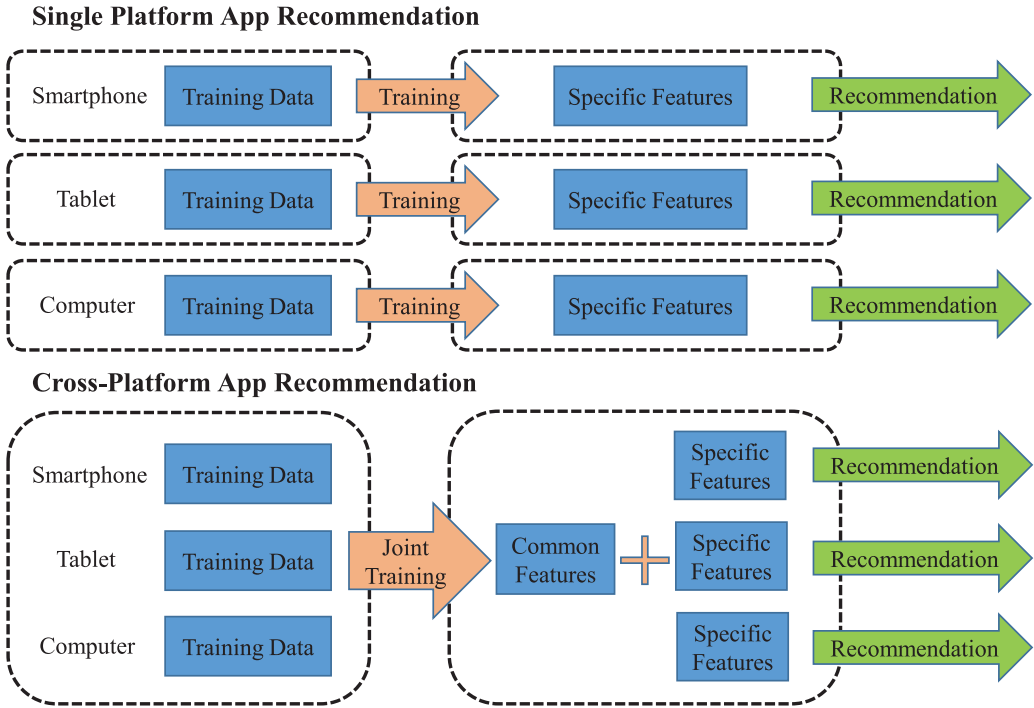 Single Platform App Recommendation
Smartphone Training Data Training Specific Features Recommendation
Tablet Training Data Training Specific Features Recommendation
Computer Training Data Training Specific Features Recommendation
Cross-Platform App Recommendation
Smartphone
Training Data
Tablet
Training Data
Computer
Training Data
Joint
Training
Common
Features
Specific
Features
Recommendation
Specific
Features
Recommendation
Specific
Features
Recommendation